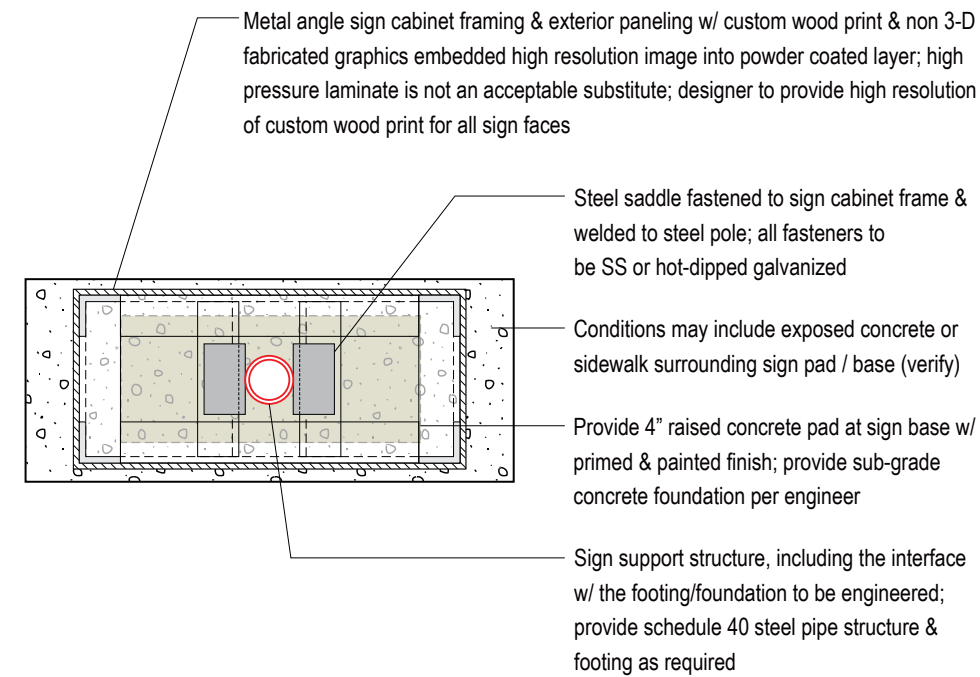 Metal angle sign cabinet framing & exterior paneling w/ custom wood print & non 3-D
fabricated graphics embedded high resolution image into powder coated layer; high
pressure laminate is not an acceptable substitute; designer to provide high resolution
of custom wood print for all sign faces
Steel saddle fastened to sign cabinet frame &
welded to steel pole; all fasteners to
be SS or hot-dipped galvanized
Conditions may include exposed concrete or
sidewalk surrounding sign pad / base (verify)
Provide 4” raised concrete pad at sign base w/
primed & painted finish; provide sub-grade
concrete foundation per engineer
Sign support structure, including the interface
w/ the footing/foundation to be engineered;
provide schedule 40 steel pipe structure &
footing as required